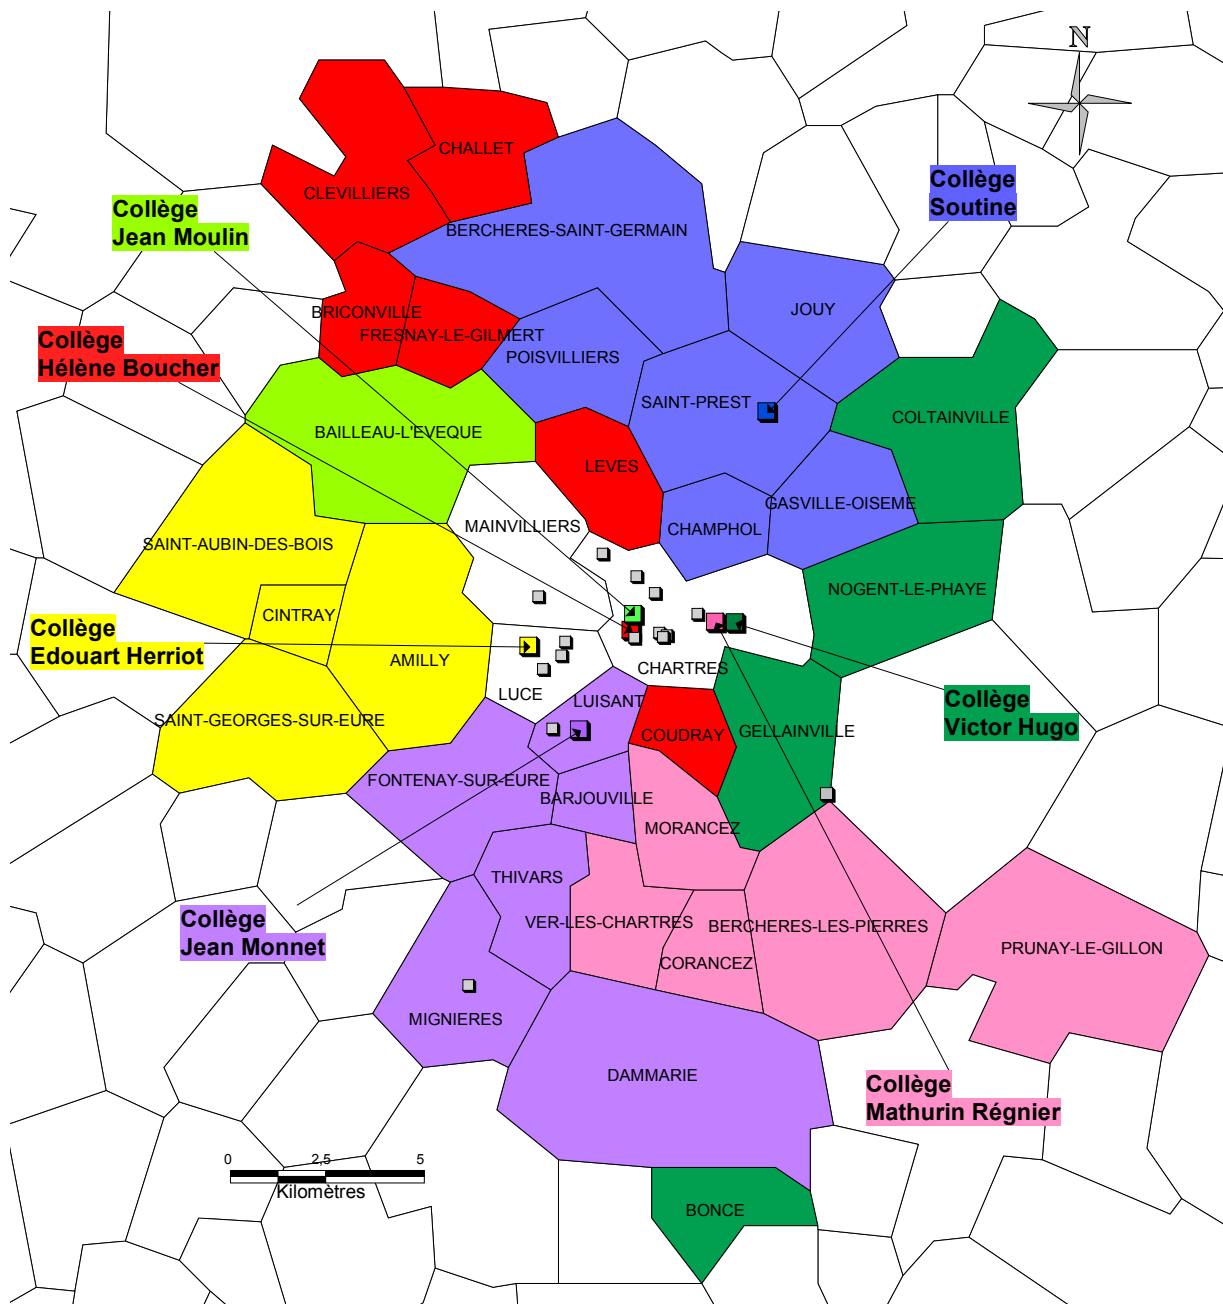 N
CHALLET
CLEVILLIERS
Collège
Soutine
Collège
Jean Moulin
BERCHERES-SAINT-GERMAIN
JOUY
BRICONVILLE
FRESNAY-LE-GILMERT
Collège
Hélène Boucher
POISVILLIERS
SAINT-PREST
COLTAINVILLE
BAILLEAU-L'EVEQUE
LEVES
GASVILLE-OISEME
MAINVILLIERS
CHAMPHOL
SAINT-AUBIN-DES-BOIS
NOGENT-LE-PHAYE
CINTRAY
Collège
Edouart Herriot
AMILLY
CHARTRES
LUCE
LUISANT
Collège
Victor Hugo
SAINT-GEORGES-SUR-EURE
COUDRAY
GELLAINVILLE
FONTENAY-SUR-EURE
BARJOUVILLE
MORANCEZ
THIVARS
Collège
Jean Monnet
VER-LES-CHARTRES
BERCHERES-LES-PIERRES
PRUNAY-LE-GILLON
CORANCEZ
MIGNIERES
DAMMARIE
Collège
Mathurin Régnier
0 2,5 5
Kilomètres
BONCE